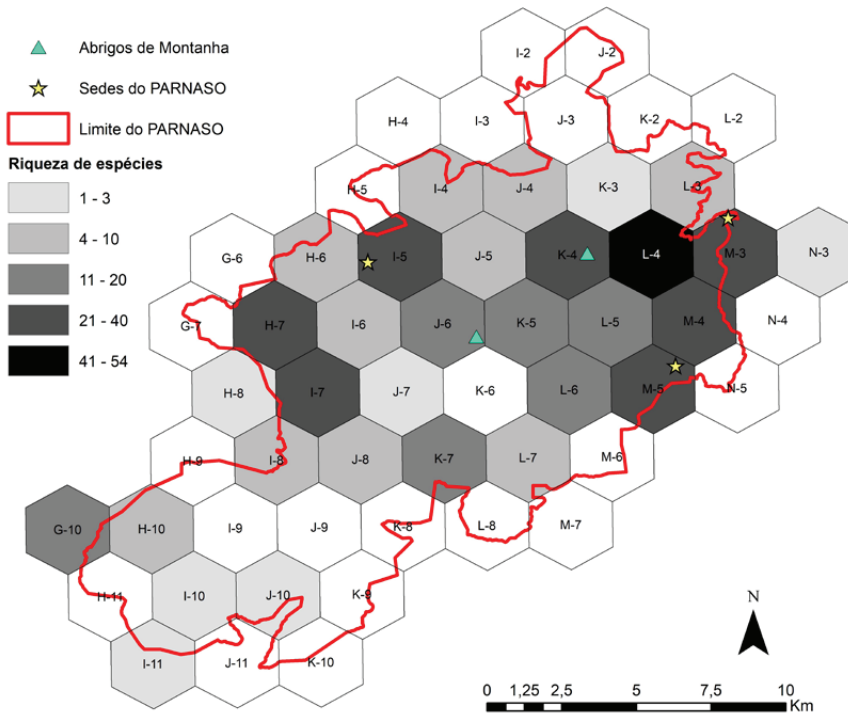 Abrigos de Montanha
Sedes do PARNASO
Limite do PARNASO
Riqueza de espécies
1 - 3
4 - 10
11 - 20
21 - 40
41 - 54
I-2 J-2
H-4 I-3 J-3 K-2 L-2
H-5 I-4 J-4 K-3 L-3
G-6 H-6 I-5 J-5 K-4 L-4 M-3 N-3
G-7 H-7 I-6 J-6 K-5 L-5 M-4 N-4
H-8 I-7 J-7 K-6 L-6 M-5 N-5
H-9 I-8 J-8 K-7 L-7 M-6
G-10 H-10 I-9 J-9 K-8 L-8 M-7
H-11 I-10 J-10 K-9
I-11 J-11 K-10
N
0 1,25 2,5 5 7,5 10
Km